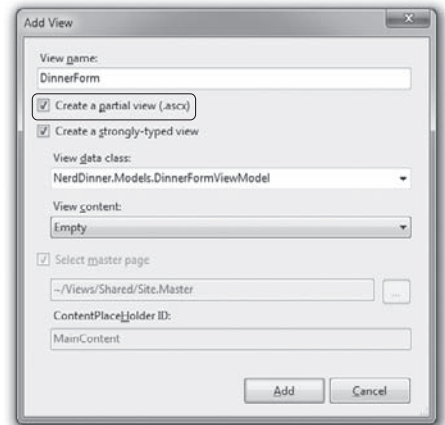 Add View
View name:
DinnerForm
Create a partial view (.ascx)
Create a strongly-typed view
View data class:
NerdDinner.Models.DinnerFormViewModel
View content:
Empty
Select master page
~/Views/Shared/Site.Master
...
ContentPlaceHolder ID:
MainContent
Add
Cancel